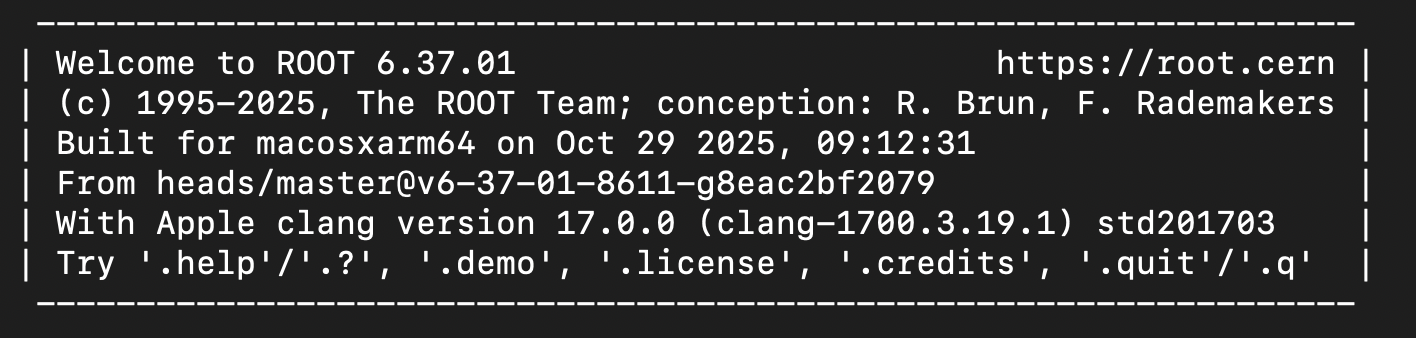 ------------------------------------------------------------------
| Welcome to ROOT 6.37.01                        https://root.cern |
| (c) 1995-2025, The ROOT Team; conception: R. Brun, F. Rademakers |
| Built for macosxarm64 on Oct 29 2025, 09:12:31                   |
| From heads/master@v6-37-01-8611-g8eac2bf2079                     |
| With Apple clang version 17.0.0 (clang-1700.3.19.1) std201703    |
| Try '.help'/'.?', '.demo', '.license', '.credits', '.quit'/'.q'  |
------------------------------------------------------------------